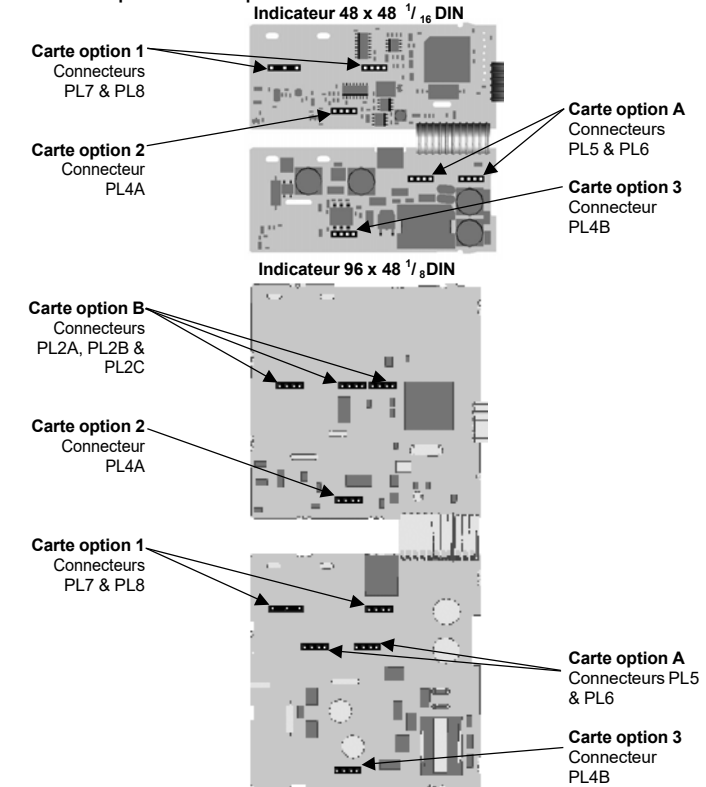 Indicateur 48 x 48 1/16 DIN
Carte option 1
Connecteurs
PL7 & PL8
Carte option 2
Connecteur
PL4A
Carte option A
Connecteurs
PL5 & PL6
Carte option 3
Connecteur
PL4B
Indicateur 96 x 48 1/8DIN
Carte option B
Connecteurs
PL2A, PL2B &
PL2C
Carte option 2
Connecteur
PL4A
Carte option 1
Connecteurs
PL7 & PL8
Carte option A
Connecteurs PL5
& PL6
Carte option 3
Connecteur
PL4B